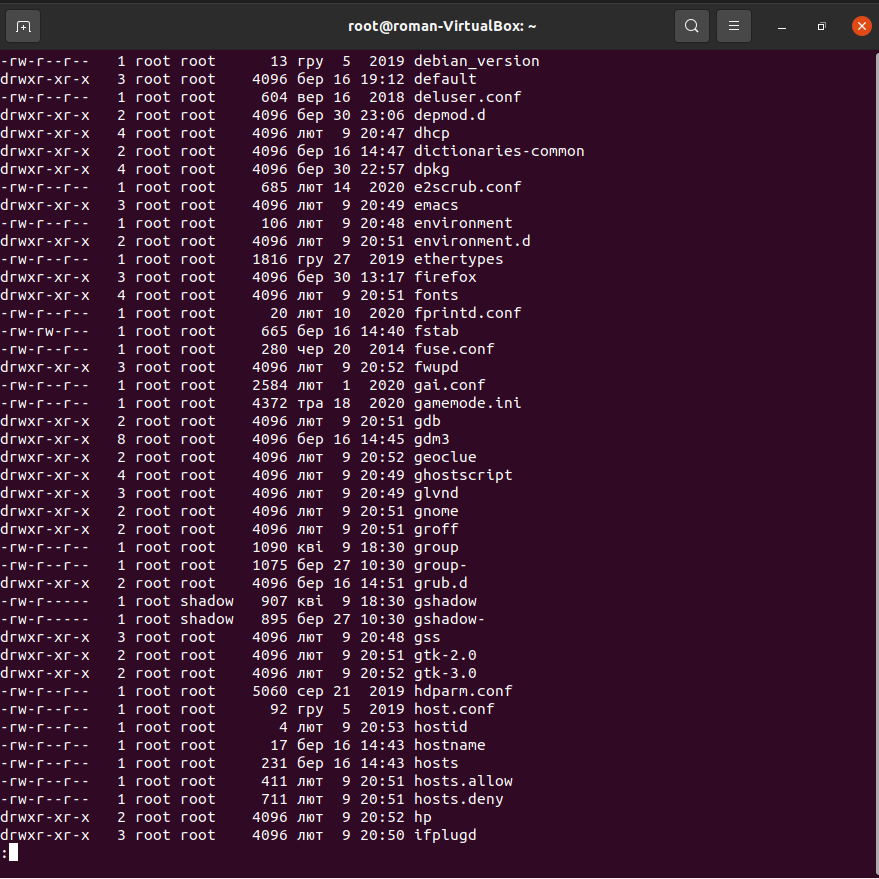 root@roman-VirtualBox: ~
-rw-r--r--   1 root root      13 гру  5  2019 debian_version
drwxr-xr-x   3 root root    4096 бер 16 19:12 default
-rw-r--r--   1 root root     604 вер 16  2018 deluser.conf
drwxr-xr-x   2 root root    4096 бер 30 23:06 depmod.d
drwxr-xr-x   4 root root    4096 лют  9 20:47 dhcp
drwxr-xr-x   2 root root    4096 бер 16 14:47 dictionaries-common
drwxr-xr-x   4 root root    4096 бер 30 22:57 dpkg
-rw-r--r--   1 root root     685 лют 14  2020 e2scrub.conf
drwxr-xr-x   3 root root    4096 лют  9 20:49 emacs
-rw-r--r--   1 root root     106 лют  9 20:48 environment
drwxr-xr-x   2 root root    4096 лют  9 20:51 environment.d
-rw-r--r--   1 root root    1816 гру 27  2019 ethertypes
drwxr-xr-x   3 root root    4096 бер 30 13:17 firefox
drwxr-xr-x   4 root root    4096 лют  9 20:51 fonts
-rw-r--r--   1 root root      20 лют 10  2020 fprintd.conf
-rw-rw-r--   1 root root     665 бер 16 14:40 fstab
-rw-r--r--   1 root root     280 чер 20  2014 fuse.conf
drwxr-xr-x   3 root root    4096 лют  9 20:52 fwupd
-rw-r--r--   1 root root    2584 лют  1  2020 gai.conf
-rw-r--r--   1 root root    4372 тра 18  2020 gamemode.ini
drwxr-xr-x   2 root root    4096 лют  9 20:51 gdb
drwxr-xr-x   8 root root    4096 бер 16 14:45 gdm3
drwxr-xr-x   2 root root    4096 лют  9 20:52 geoclue
drwxr-xr-x   4 root root    4096 лют  9 20:49 ghostscript
drwxr-xr-x   3 root root    4096 лют  9 20:49 glvnd
drwxr-xr-x   2 root root    4096 лют  9 20:51 gnome
drwxr-xr-x   2 root root    4096 лют  9 20:51 groff
-rw-r--r--   1 root root    1090 кві  9 18:30 group
-rw-r--r--   1 root root    1075 бер 27 10:30 group-
drwxr-xr-x   2 root root    4096 бер 16 14:51 grub.d
-rw-r-----   1 root shadow   907 кві  9 18:30 gshadow
-rw-r-----   1 root shadow   895 бер 27 10:30 gshadow-
drwxr-xr-x   3 root root    4096 лют  9 20:48 gss
drwxr-xr-x   2 root root    4096 лют  9 20:51 gtk-2.0
drwxr-xr-x   2 root root    4096 лют  9 20:52 gtk-3.0
-rw-r--r--   1 root root    5060 сер 21  2019 hdparm.conf
-rw-r--r--   1 root root      92 гру  5  2019 host.conf
-rw-r--r--   1 root root       4 лют  9 20:53 hostid
-rw-r--r--   1 root root      17 бер 16 14:43 hostname
-rw-r--r--   1 root root     231 бер 16 14:43 hosts
-rw-r--r--   1 root root     411 лют  9 20:51 hosts.allow
-rw-r--r--   1 root root     711 лют  9 20:51 hosts.deny
drwxr-xr-x   2 root root    4096 лют  9 20:52 hp
drwxr-xr-x   3 root root    4096 лют  9 20:50 ifplugd
: